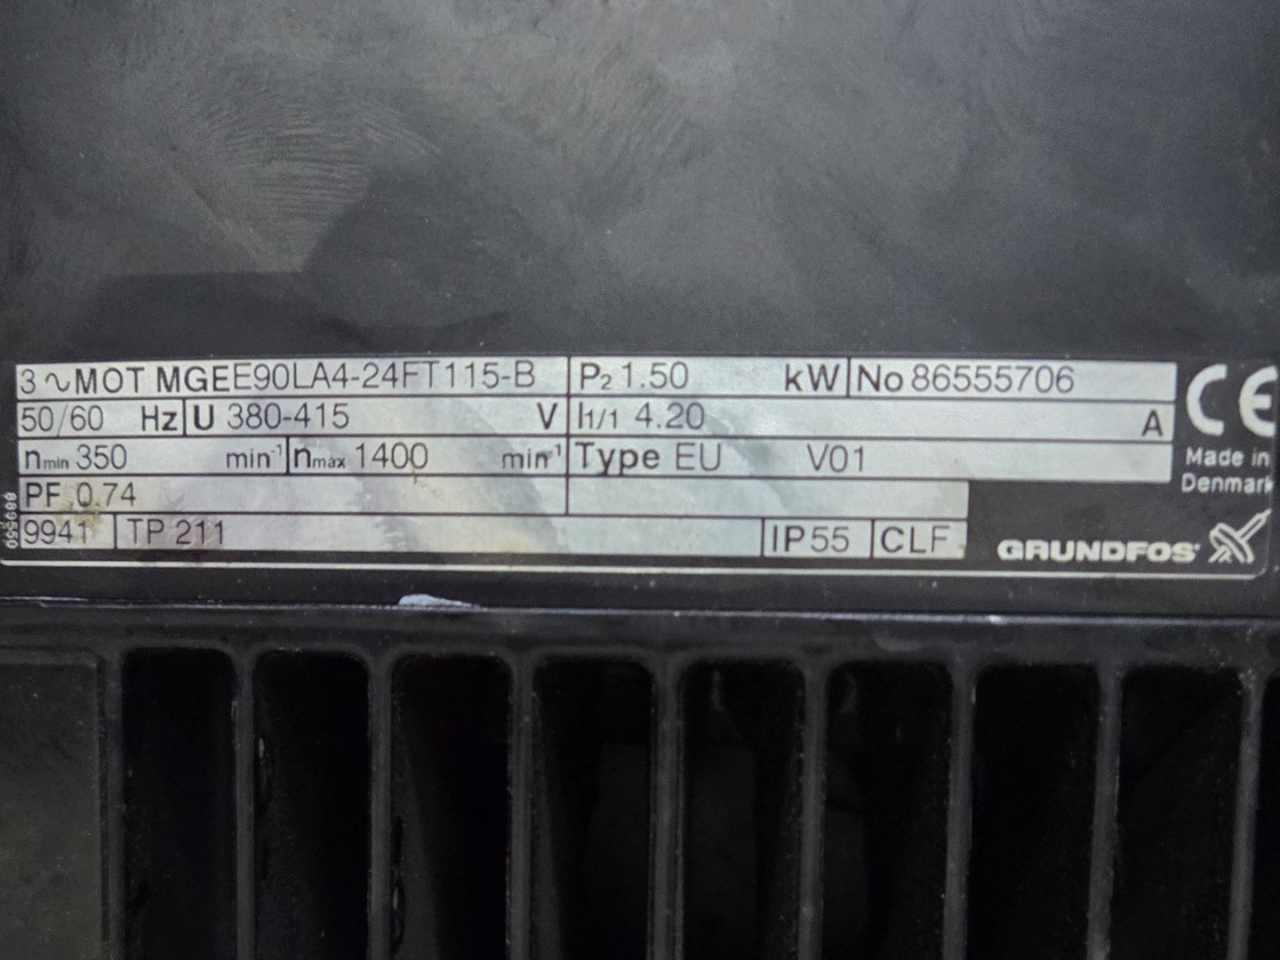 3∿MOT MGEE90LA4-24FT115-B P₂ 1.50 kW No 86555706
50/60 Hz U 380-415 V I1/1 4.20 A
nmin 350 min⁻¹ nmax 1400 min⁻¹ Type EU V01
PF 0.74
9941 TP 211 IP55 CLF
CE
Made in
Denmark
GRUNDFOS